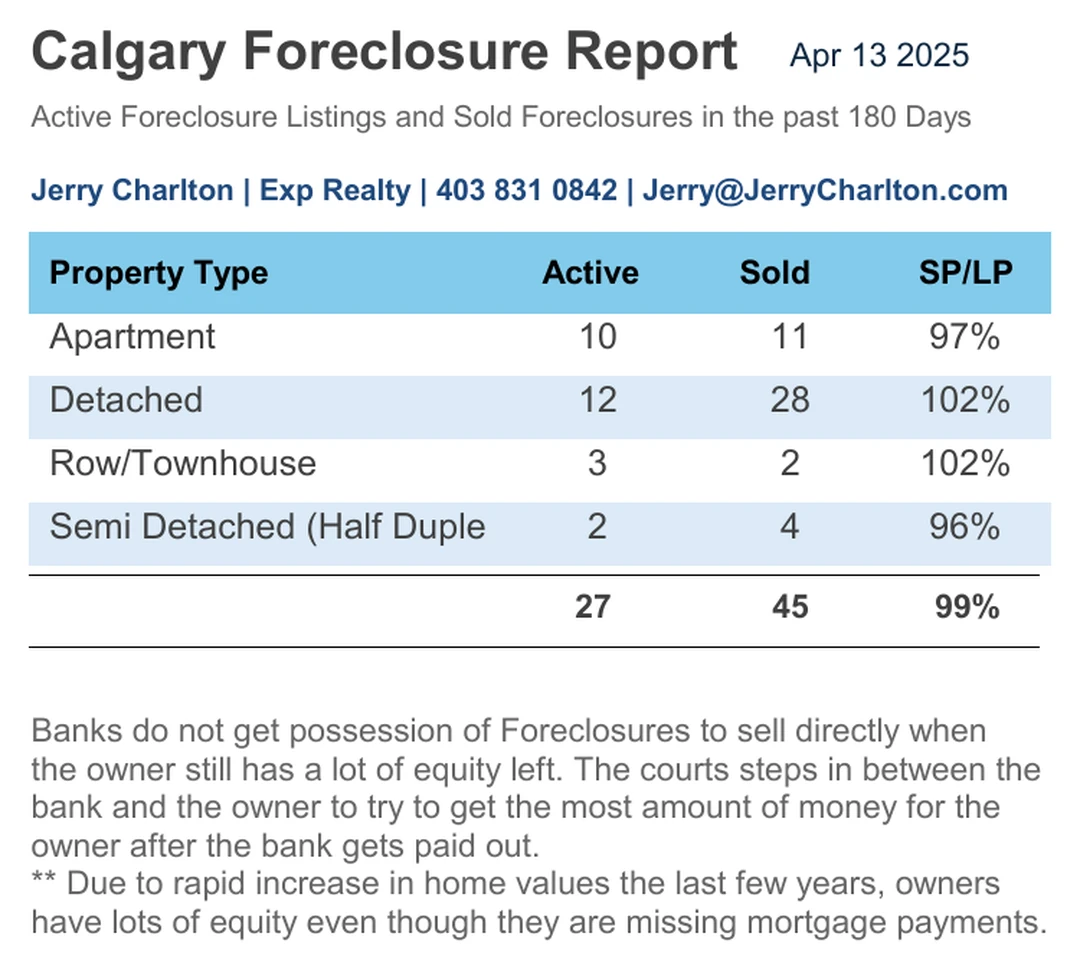 Calgary Foreclosure Report Apr 13 2025
Active Foreclosure Listings and Sold Foreclosures in the past 180 Days
Jerry Charlton | Exp Realty | 403 831 0842 | Jerry@JerryCharlton.com
Property Type Active Sold SP/LP
Apartment 10 11 97%
Detached 12 28 102%
Row/Townhouse 3 2 102%
Semi Detached (Half Duple 2 4 96%
27 45 99%
Banks do not get possession of Foreclosures to sell directly when
the owner still has a lot of equity left. The courts steps in between the
bank and the owner to try to get the most amount of money for the
owner after the bank gets paid out.
** Due to rapid increase in home values the last few years, owners
have lots of equity even though they are missing mortgage payments.